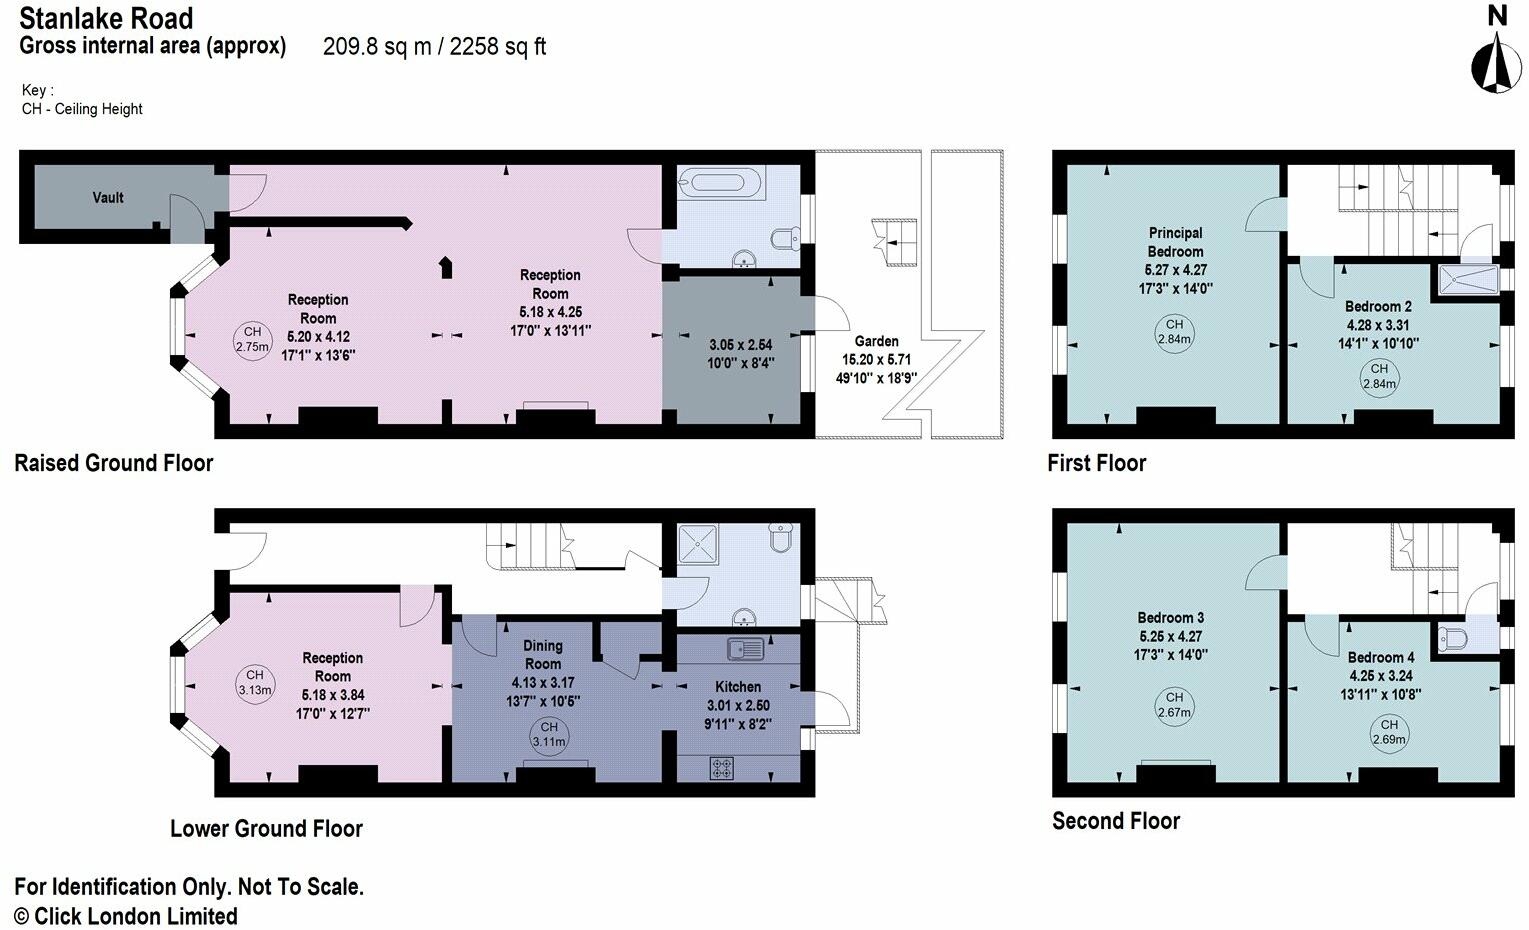 Stanlake Road
Gross internal area (approx) 209.8 sq m / 2258 sq ft
Key :
CH - Ceiling Height
N
Vault
Reception
Room
5.20 x 4.12
17'1" x 13'6"
CH
2.75m
Reception
Room
5.18 x 4.25
17'0" x 13'11"
3.05 x 2.54
10'0" x 8'4"
Garden
15.20 x 5.71
49'10" x 18'9"
Raised Ground Floor
Principal
Bedroom
5.27 x 4.27
17'3" x 14'0"
CH
2.84m
Bedroom 2
4.28 x 3.31
14'1" x 10'10"
CH
2.84m
First Floor
Reception
Room
5.18 x 3.84
17'0" x 12'7"
CH
3.13m
Dining
Room
4.13 x 3.17
13'7" x 10'5"
CH
3.11m
Kitchen
3.01 x 2.50
9'11" x 8'2"
Lower Ground Floor
Bedroom 3
5.25 x 4.27
17'3" x 14'0"
CH
2.67m
Bedroom 4
4.25 x 3.24
13'11" x 10'8"
CH
2.69m
Second Floor
For Identification Only. Not To Scale.
© Click London Limited